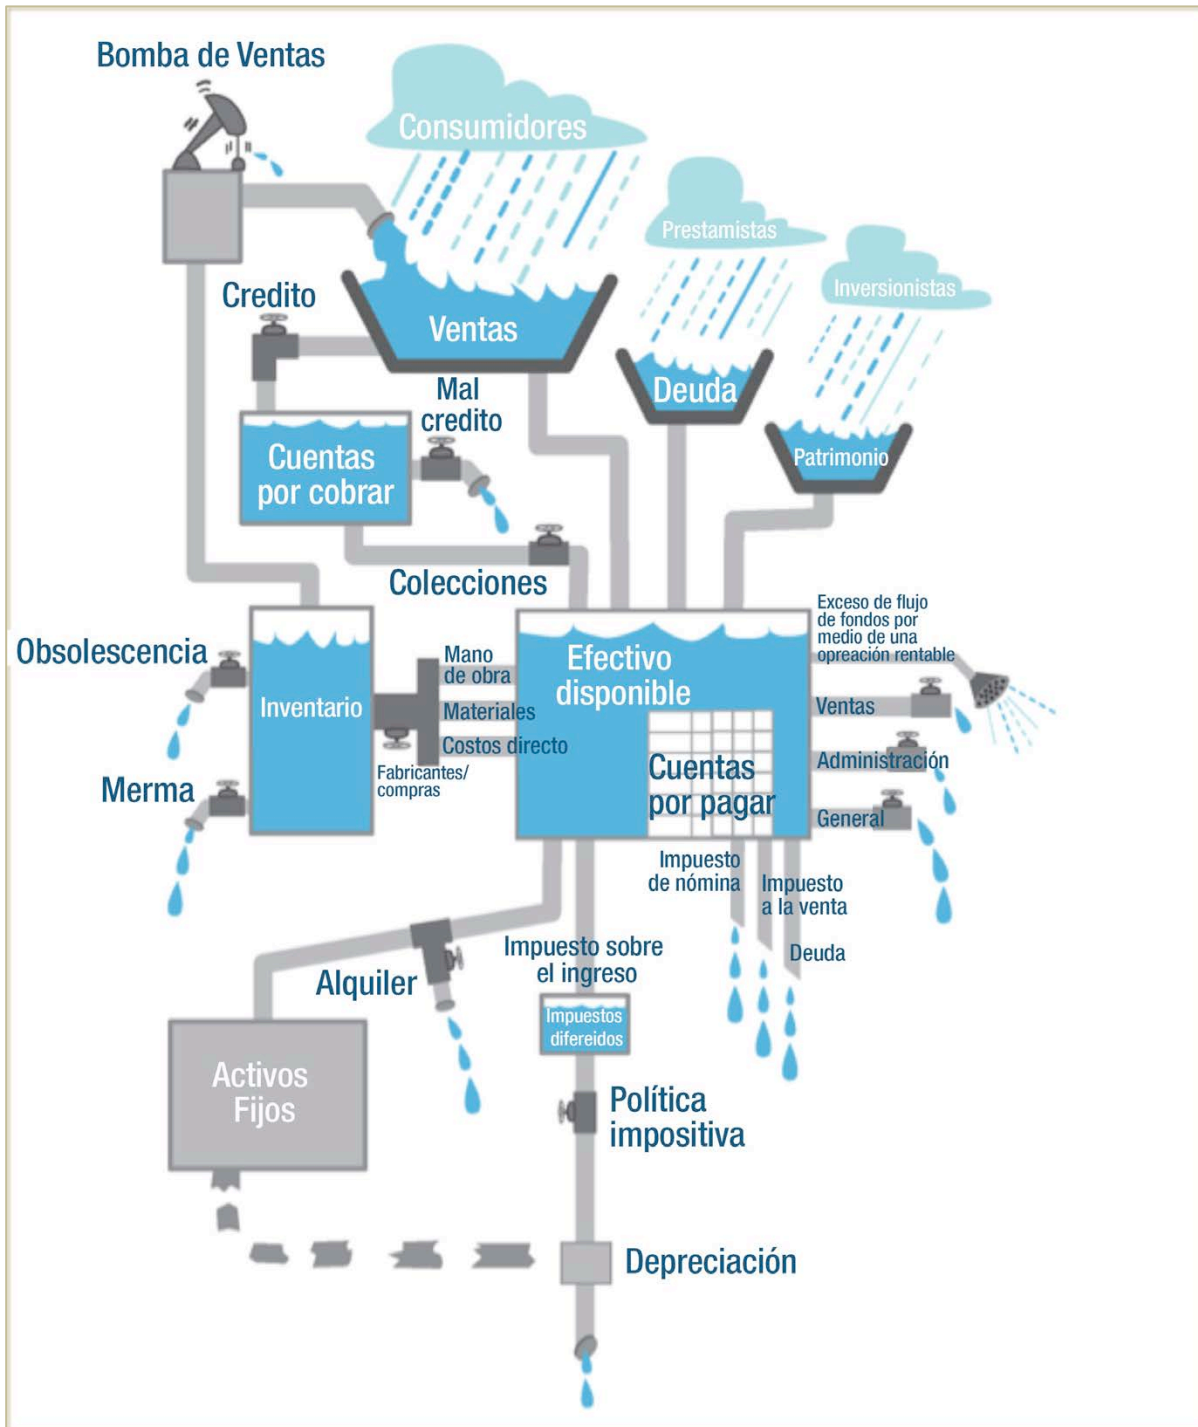 Bomba de Ventas
Consumidores
Prestamistas
Inversionistas
Credito
Ventas
Mal
credito
Deuda
Patrimonio
Cuentas
por cobrar
Colecciones
Exceso de flujo
de fondos por
medio de una
opreación rentable
Obsolescencia
Inventario
Mano
de obra
Materiales
Costos directo
Fabricantes/
compras
Efectivo
disponible
Ventas
Administración
General
Merma
Cuentas
por pagar
Impuesto
de nómina
Impuesto
a la venta
Deuda
Alquiler
Impuesto sobre
el ingreso
Impuestos
difereidos
Activos
Fijos
Política
impositiva
Depreciación